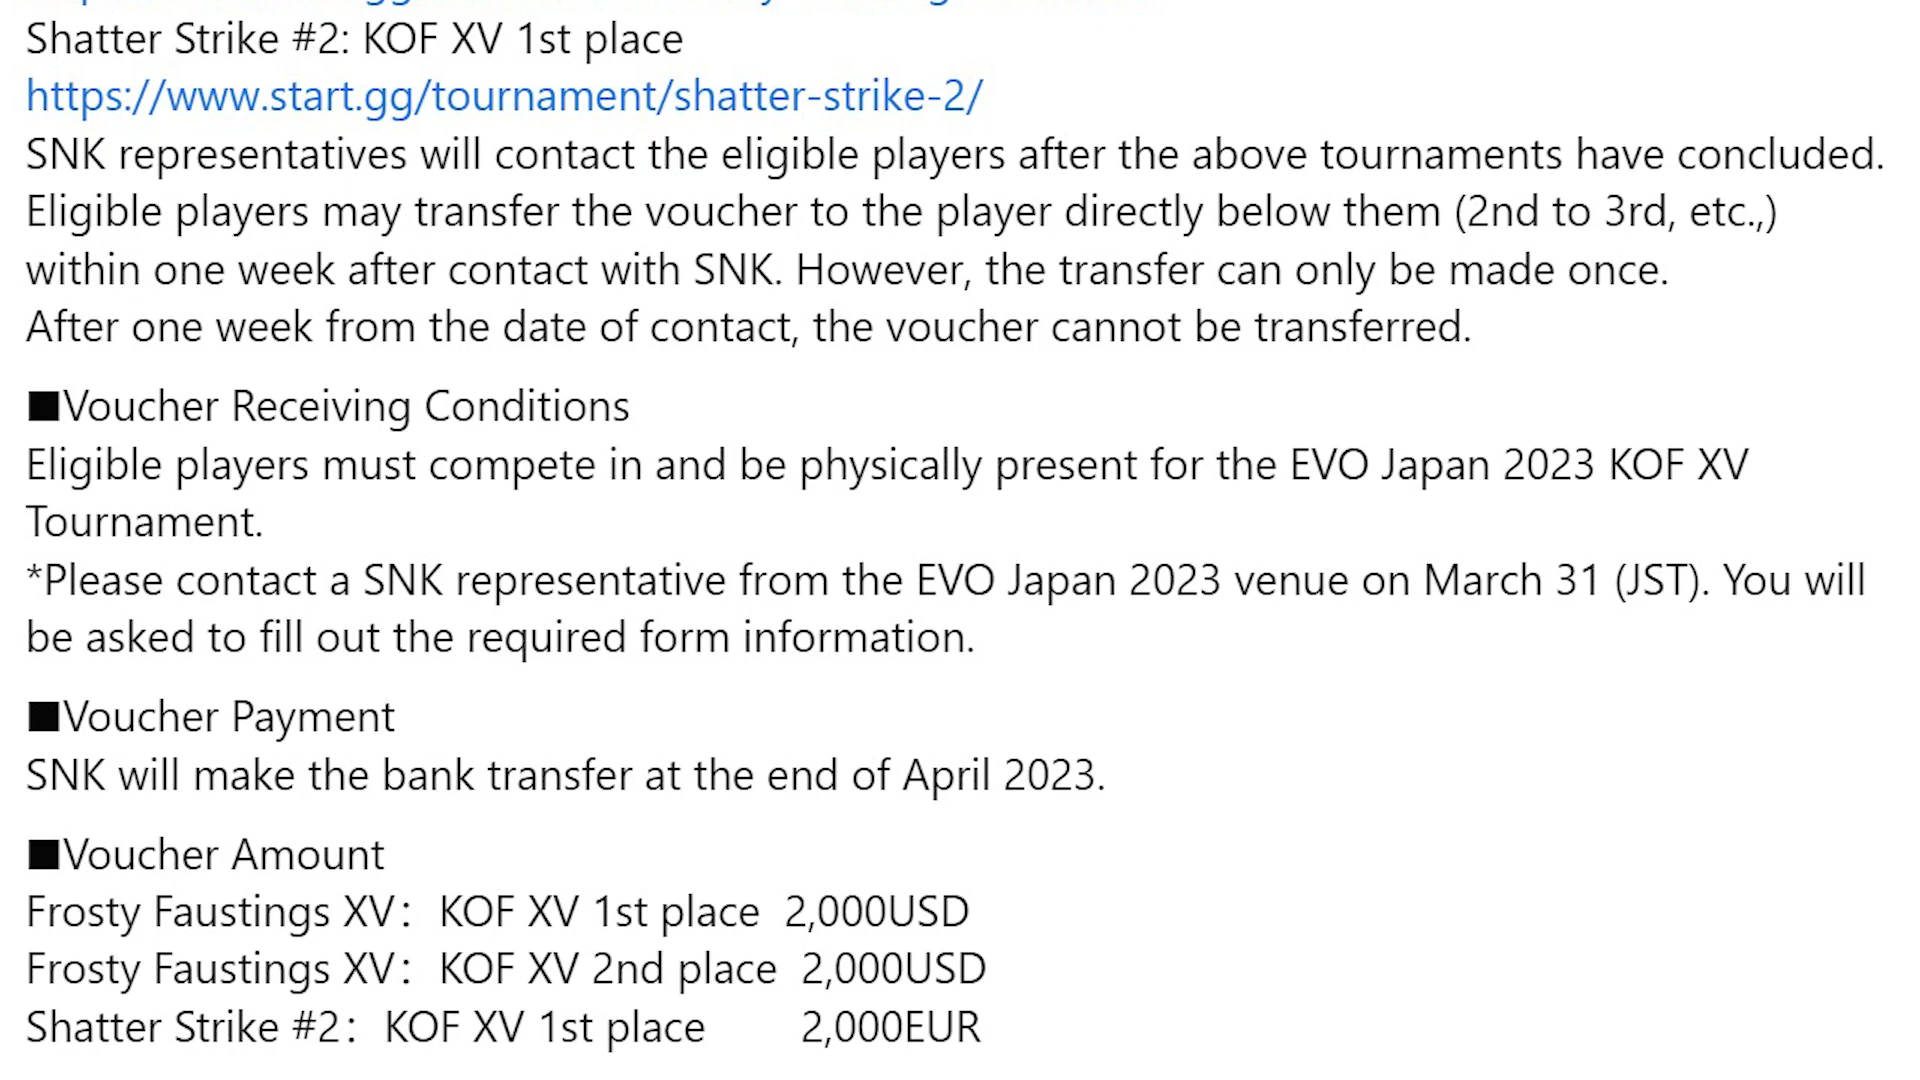 Shatter Strike #2: KOF XV 1st place
https://www.start.gg/tournament/shatter-strike-2/
SNK representatives will contact the eligible players after the above tournaments have concluded.
Eligible players may transfer the voucher to the player directly below them (2nd to 3rd, etc.,)
within one week after contact with SNK. However, the transfer can only be made once.
After one week from the date of contact, the voucher cannot be transferred.
■Voucher Receiving Conditions
Eligible players must compete in and be physically present for the EVO Japan 2023 KOF XV
Tournament.
*Please contact a SNK representative from the EVO Japan 2023 venue on March 31 (JST). You will
be asked to fill out the required form information.
■Voucher Payment
SNK will make the bank transfer at the end of April 2023.
■Voucher Amount
Frosty Faustings XV：KOF XV 1st place 2,000USD
Frosty Faustings XV：KOF XV 2nd place 2,000USD
Shatter Strike #2：KOF XV 1st place 2,000EUR